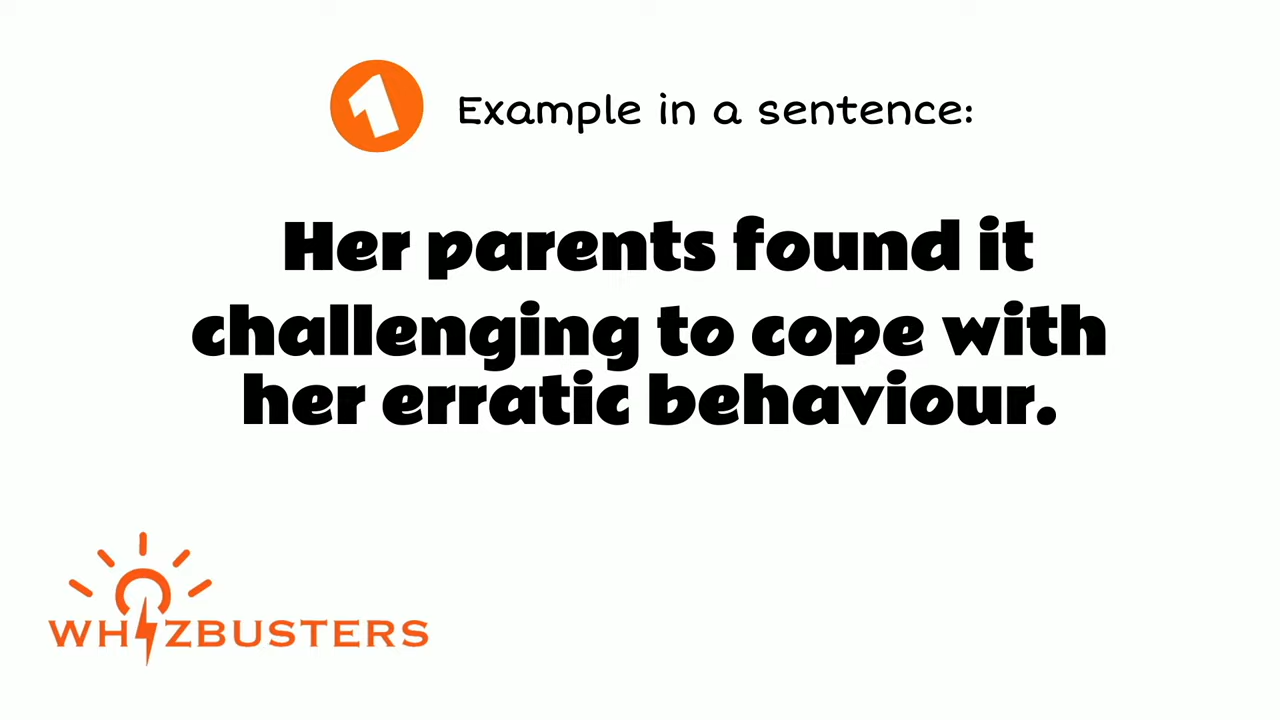 1 Example in a sentence:
Her parents found it
challenging to cope with
her erratic behaviour.
WHIZBUSTERS